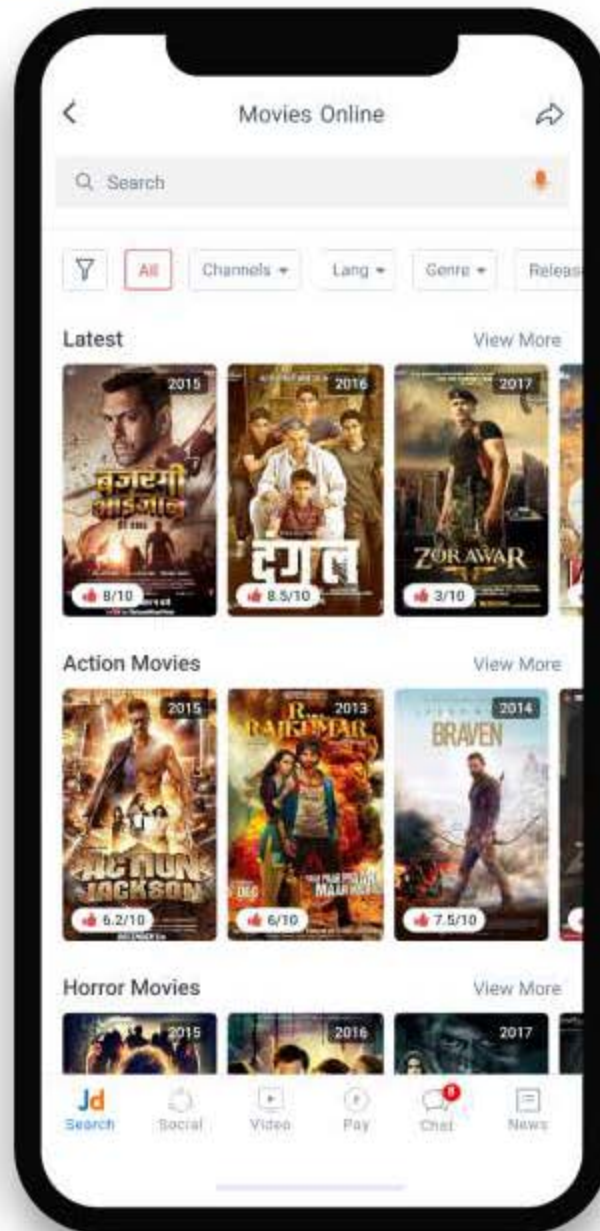 Movies Online
Search
All
Channels
Lang
Genre
Releas
Latest
View More
2015
2016
2017
बजरंगी
भाईजान
दंगल
ZORAWAR
8/10
8.5/10
3/10
Action Movies
View More
2015
2013
2014
R...
RAJKUMAR
BRAVEN
ACTION
JACKSON
DEC
6.2/10
6/10
7.5/10
Horror Movies
View More
2015
2016
2017
Jd
8
Search
Social
Video
Pay
Chat
News